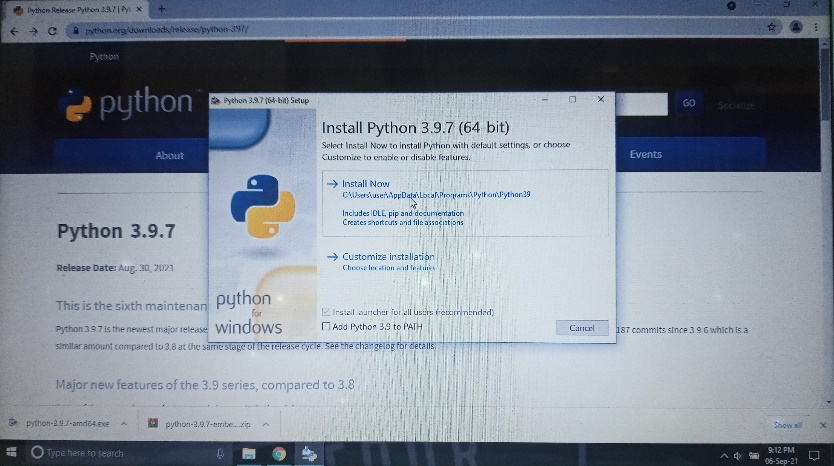 Python Release Python 3.9.7 | Py
python.org/downloads/release/python-397/
Python
python
GO
Socialize
About
Events
Python 3.9.7
Release Date: Aug. 30, 2021
This is the sixth maintenan
Python 3.9.7 is the newest major release
187 commits since 3.9.6 which is a
similar amount compared to 3.8 at the same stage of the release cycle. See the changelog for details.
Major new features of the 3.9 series, compared to 3.8
Python 3.9.7 (64-bit) Setup
Install Python 3.9.7 (64-bit)
Select Install Now to install Python with default settings, or choose
Customize to enable or disable features.
Install Now
C:\Users\user\AppData\Local\Programs\Python\Python39
Includes IDLE, pip and documentation
Creates shortcuts and file associations
Customize installation
Choose location and features
python
for
windows
Install launcher for all users (recommended)
Add Python 3.9 to PATH
Cancel
python-3.9.7-amd64.exe
python-3.9.7-embe....zip
Show all
Type here to search
9:12 PM
06-Sep-21